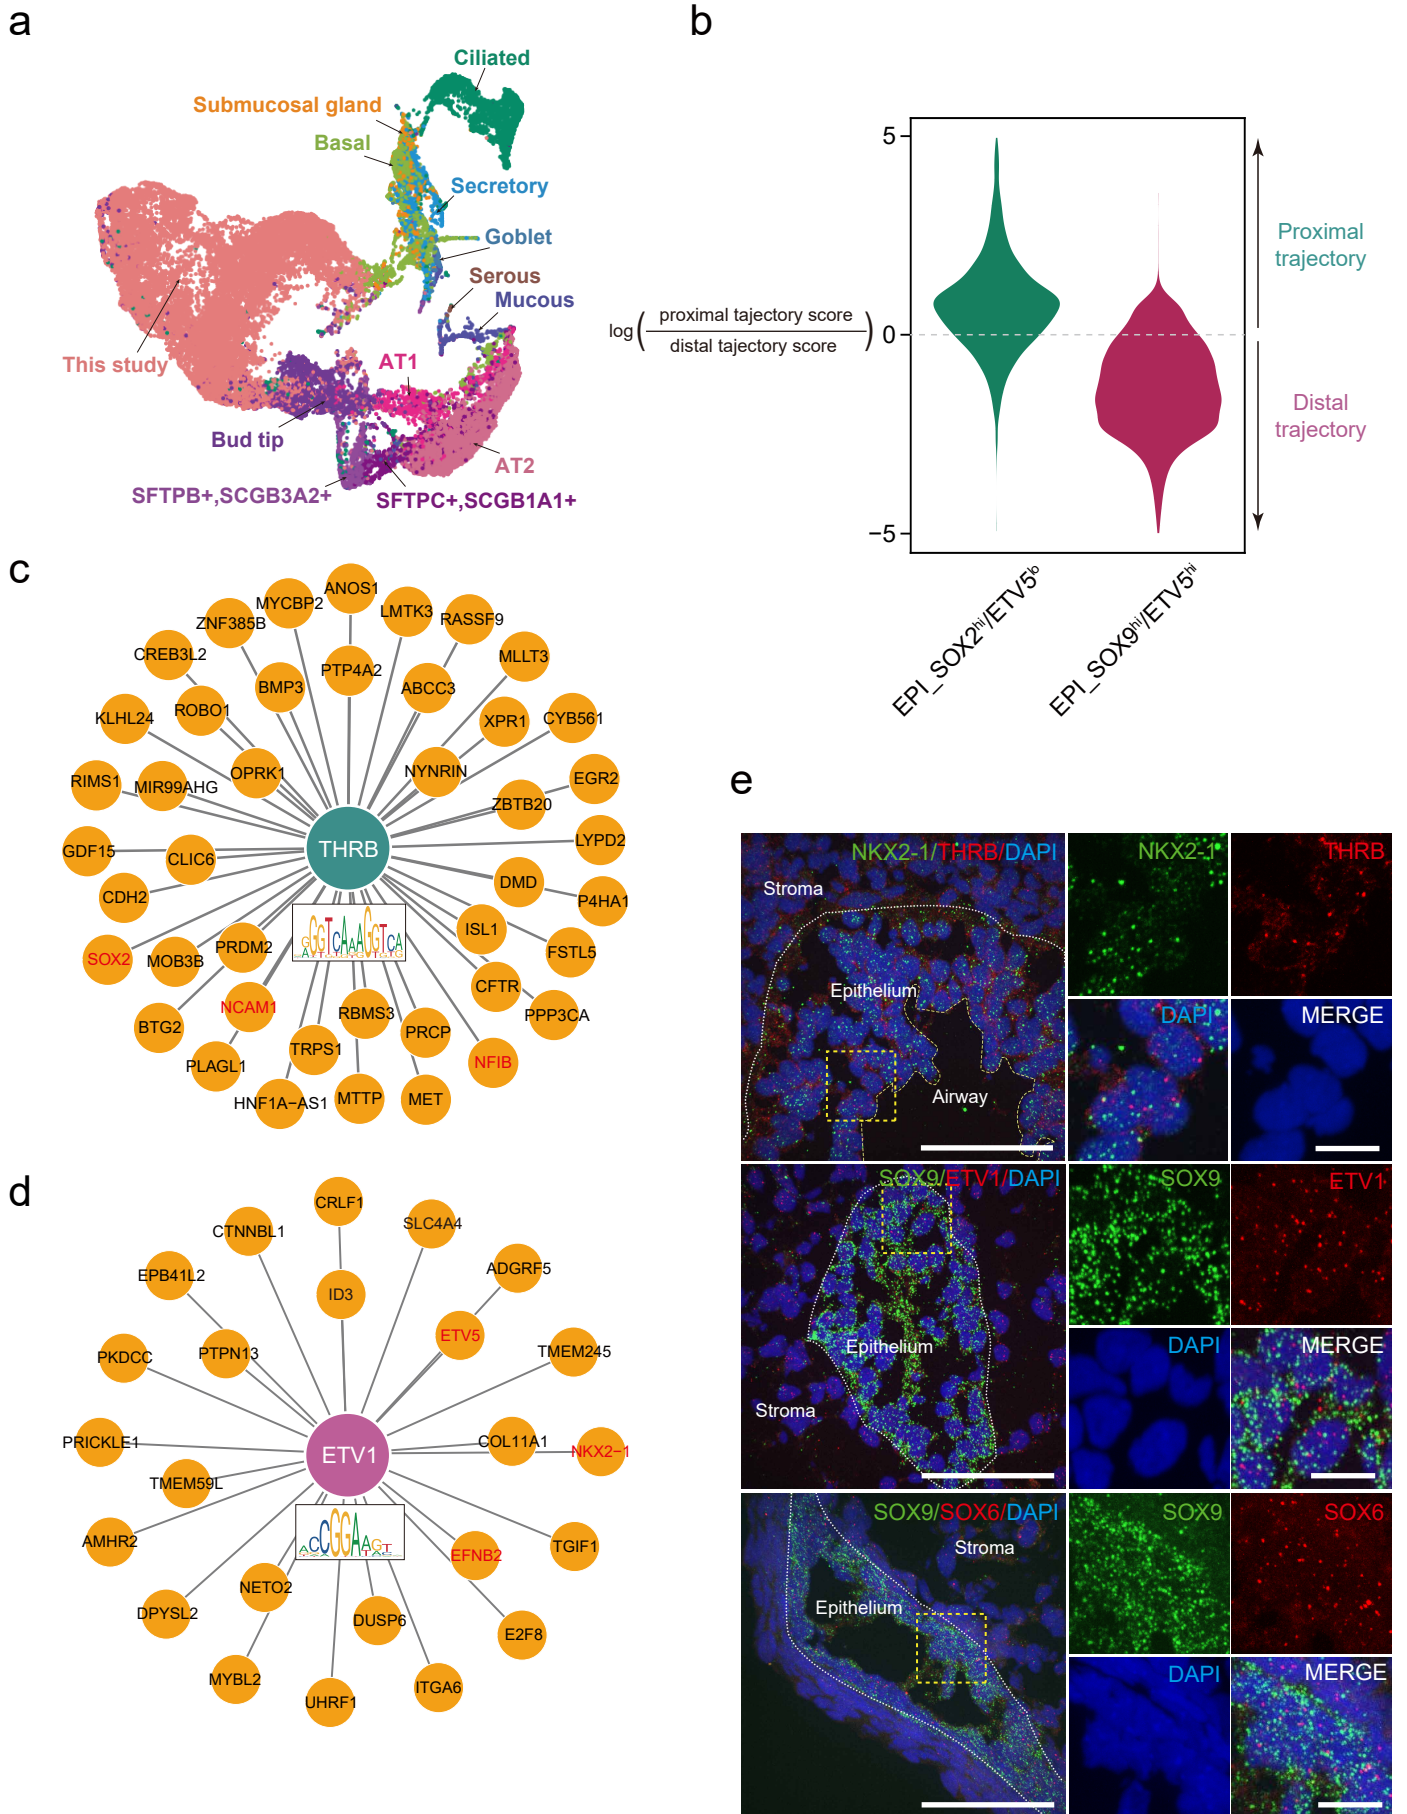 a
Ciliated
Submucosal gland
Basal
Secretory
Goblet
Serous
Mucous
This study
AT1
Bud tip
AT2
SFTPB+,SCGB3A2+
SFTPC+,SCGB1A1+
b
5
0
−5
log(proximal tajectory score
distal tajectory score)
Proximal
trajectory
Distal
trajectory
EPI_SOX2hi/ETV5lo
EPI_SOX9hi/ETV5hi
c
ANOS1
MYCBP2
LMTK3
RASSF9
ZNF385B
CREB3L2
MLLT3
PTP4A2
BMP3
ABCC3
ROBO1
KLHL24
XPR1
CYB561
OPRK1
NYNRIN
RIMS1
MIR99AHG
EGR2
ZBTB20
THRB
GDF15
CLIC6
LYPD2
DMD
CDH2
P4HA1
ISL1
PRDM2
SOX2
MOB3B
FSTL5
CFTR
NCAM1
RBMS3
PPP3CA
BTG2
PRCP
TRPS1
NFIB
PLAGL1
HNF1A−AS1
MTTP
MET
d
CRLF1
CTNNBL1
SLC4A4
EPB41L2
ADGRF5
ID3
ETV5
PTPN13
PKDCC
TMEM245
PRICKLE1
COL11A1
NKX2−1
ETV1
TMEM59L
AMHR2
TGIF1
EFNB2
NETO2
DPYSL2
DUSP6
E2F8
MYBL2
UHRF1
ITGA6
e
NKX2-1/THRB/DAPI
Stroma
Epithelium
Airway
NKX2-1
THRB
DAPI
MERGE
SOX9/ETV1/DAPI
Epithelium
Stroma
SOX9
ETV1
DAPI
MERGE
SOX9/SOX6/DAPI
Stroma
Epithelium
SOX9
SOX6
DAPI
MERGE